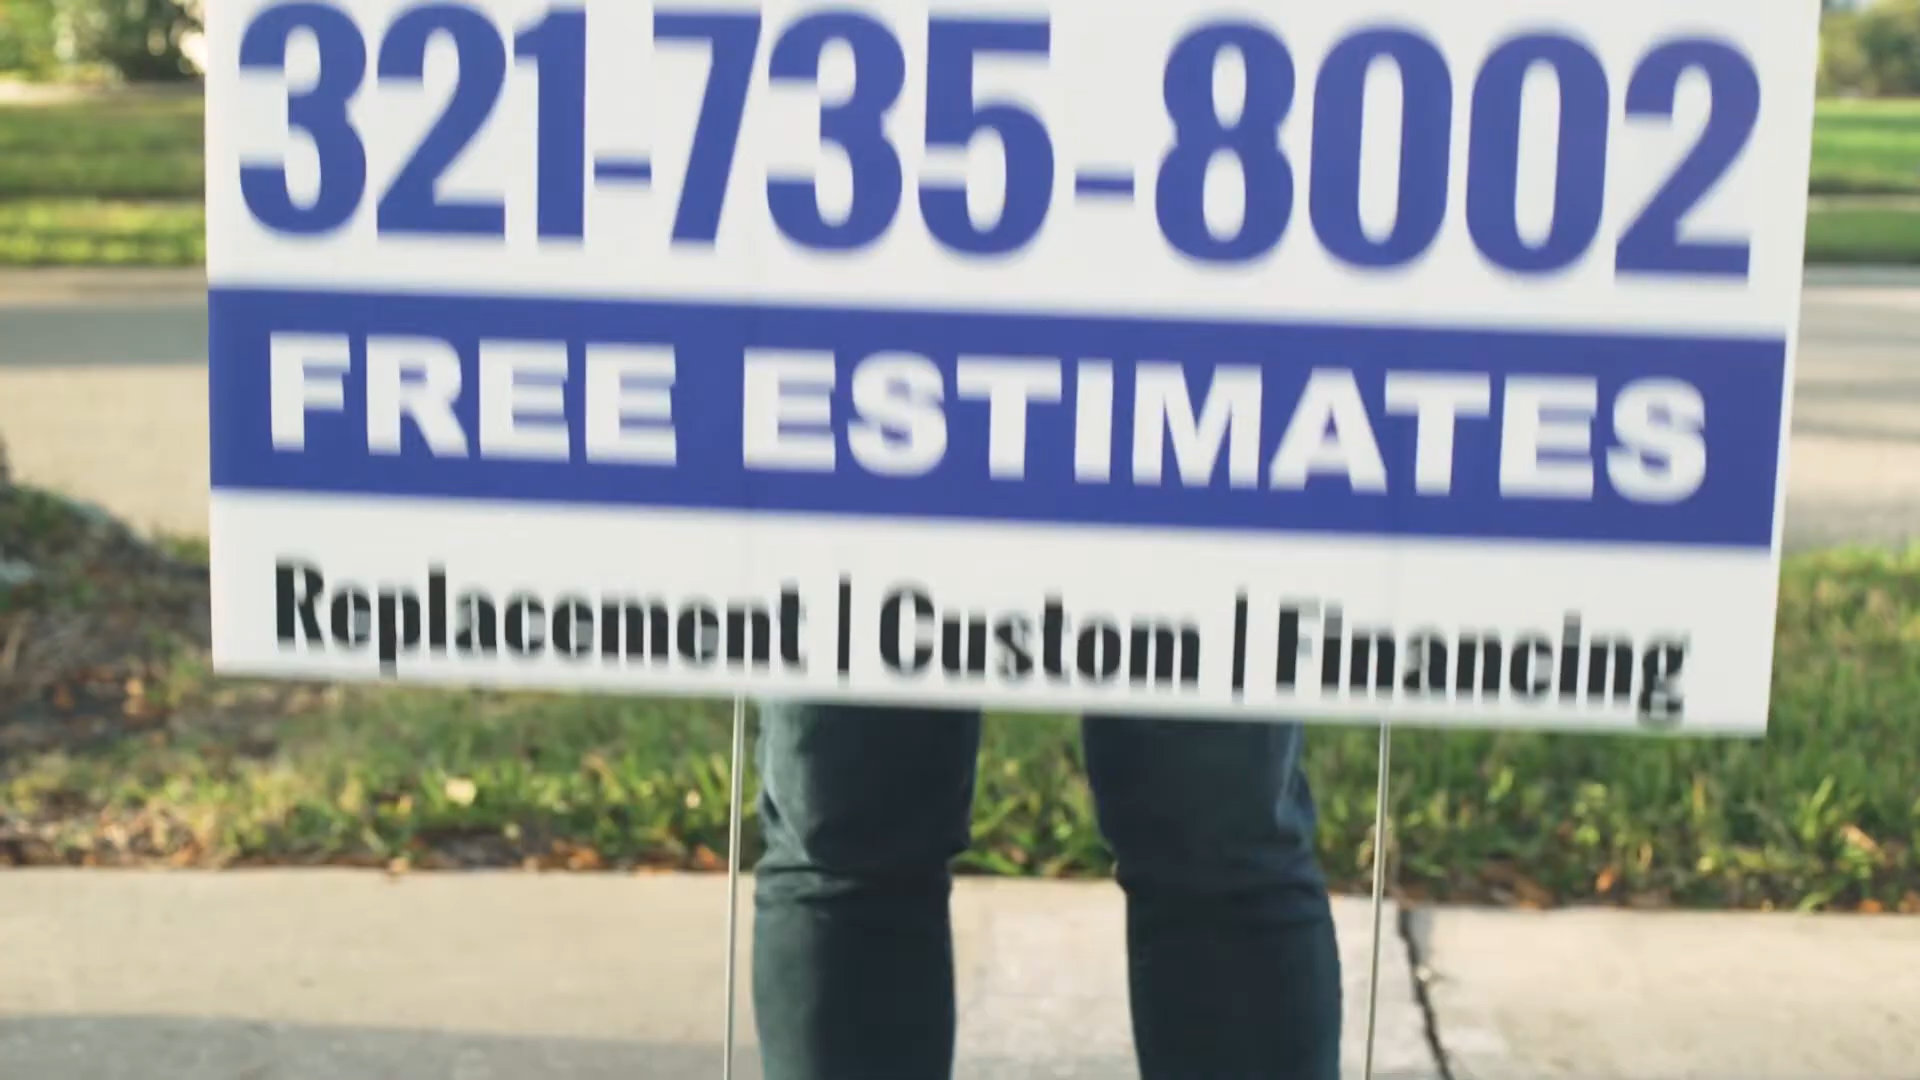 321-735-8002
FREE ESTIMATES
Replacement | Custom | Financing